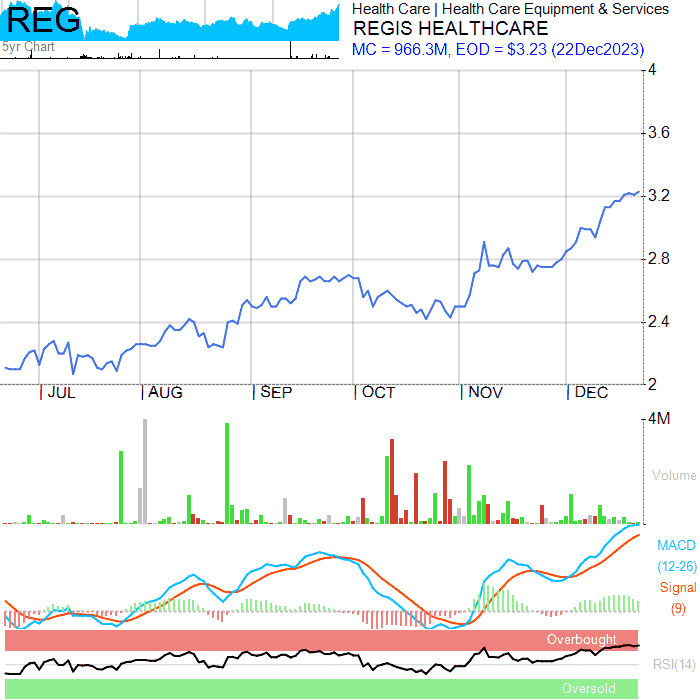 REG
5yr Chart
Health Care | Health Care Equipment & Services
REGIS HEALTHCARE
MC = 966.3M, EOD = $3.23 (22Dec2023)
4
3.6
3.2
2.8
2.4
2
JUL AUG SEP OCT NOV DEC
4M
Volume
MACD
(12-26)
Signal
(9)
Overbought
RSI(14)
Oversold